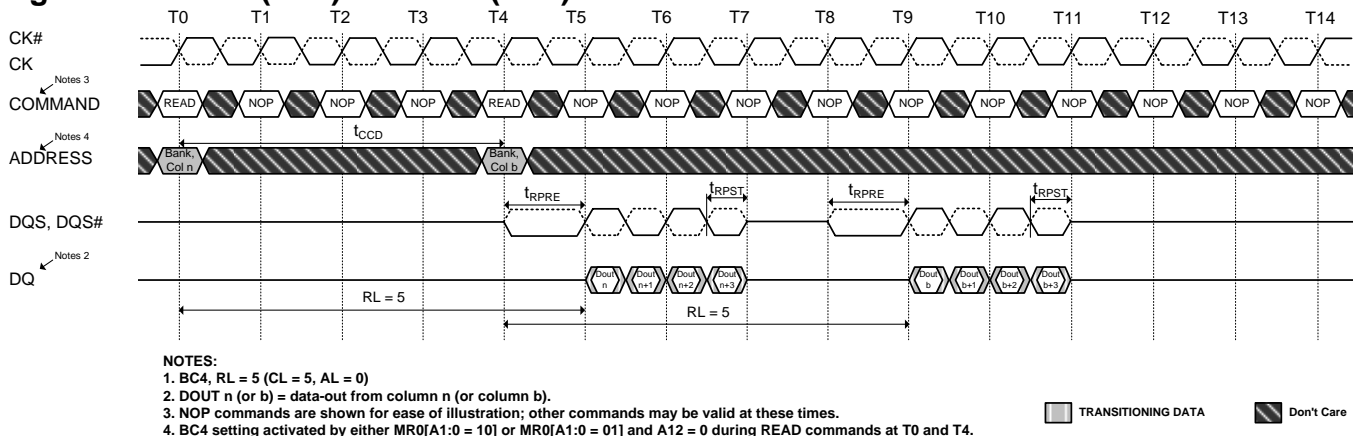 T0 T1 T2 T3 T4 T5 T6 T7 T8 T9 T10 T11 T12 T13 T14
CK#
CK
Notes 3
COMMAND READ NOP NOP NOP READ NOP NOP NOP NOP NOP NOP NOP NOP NOP NOP
tCCD
Notes 4
ADDRESS Bank, Col n Bank, Col b
tRPRE tRPST tRPRE tRPST
DQS, DQS#
Notes 2
DQ Dout n Dout n+1 Dout n+2 Dout n+3 Dout b Dout b+1 Dout b+2 Dout b+3
RL = 5
RL = 5
NOTES:
1. BC4, RL = 5 (CL = 5, AL = 0)
2. DOUT n (or b) = data-out from column n (or column b).
3. NOP commands are shown for ease of illustration; other commands may be valid at these times.
4. BC4 setting activated by either MR0[A1:0 = 10] or MR0[A1:0 = 01] and A12 = 0 during READ commands at T0 and T4.
TRANSITIONING DATA Don't Care